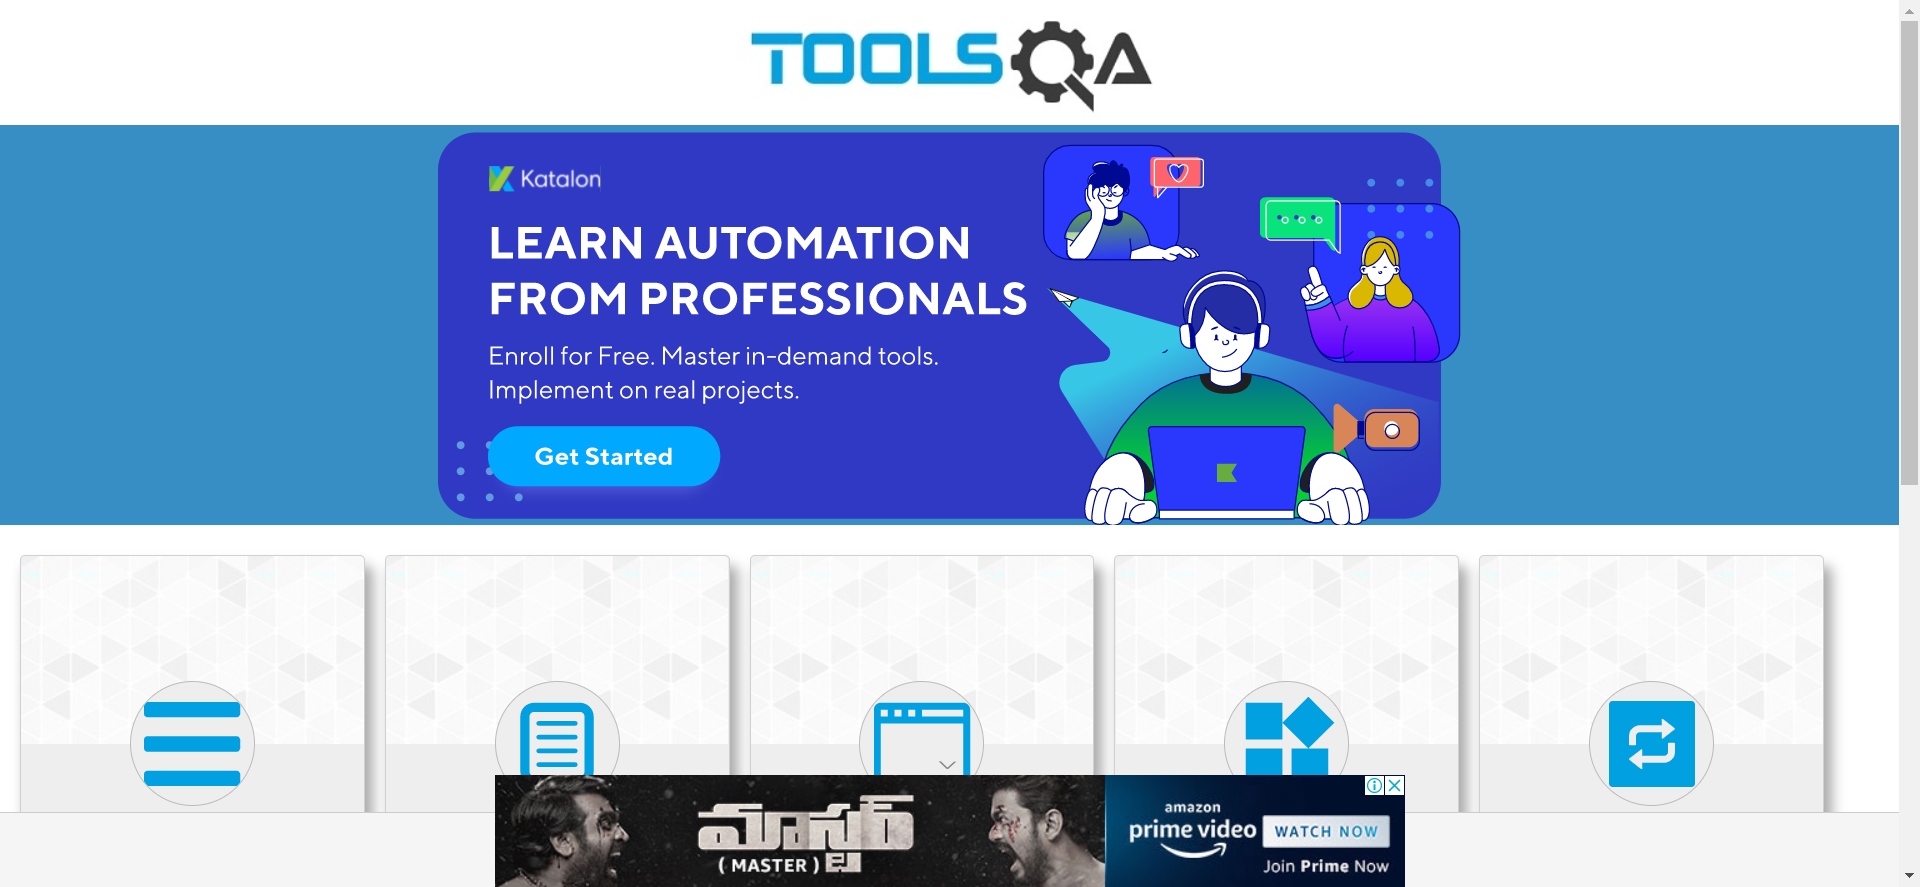 TOOLSQA
Katalon
LEARN AUTOMATION
FROM PROFESSIONALS
Enroll for Free. Master in-demand tools.
Implement on real projects.
Get Started
మాస్టర్
( MASTER )
amazon
prime video
WATCH NOW
Join Prime Now